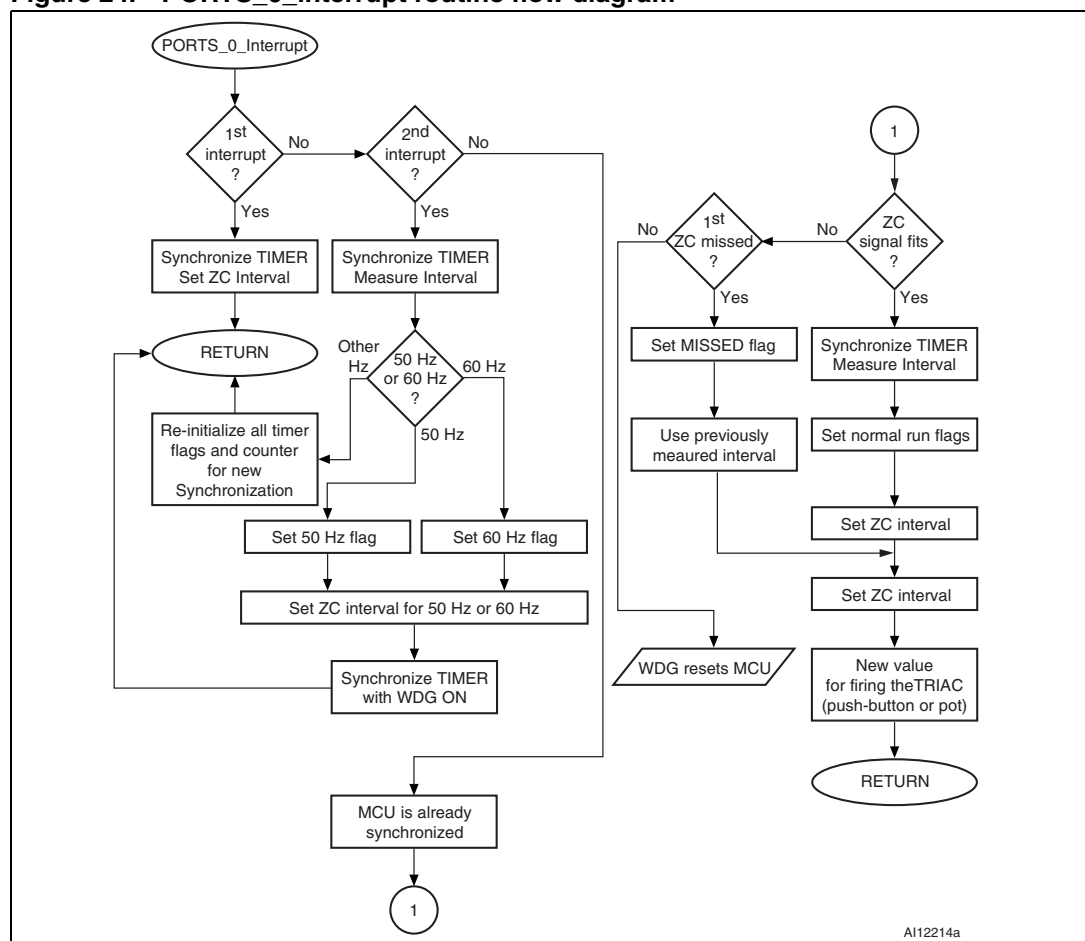 PORTS_0_Interrupt
1st
interrupt
?
No
Yes
2nd
interrupt
?
No
Yes
Synchronize TIMER
Set ZC Interval
Synchronize TIMER
Measure Interval
RETURN
Other
Hz
50 Hz
or 60 Hz
?
60 Hz
50 Hz
Re-initialize all timer
flags and counter
for new
Synchronization
Set 50 Hz flag
Set 60 Hz flag
Set ZC interval for 50 Hz or 60 Hz
Synchronize TIMER
with WDG ON
MCU is already
synchronized
1
1
ZC
signal fits
?
No
Yes
1st
ZC missed
?
No
Yes
Set MISSED flag
Use previously
meaured interval
Synchronize TIMER
Measure Interval
Set normal run flags
Set ZC interval
Set ZC interval
WDG resets MCU
New value
for firing theTRIAC
(push-button or pot)
RETURN
AI12214a